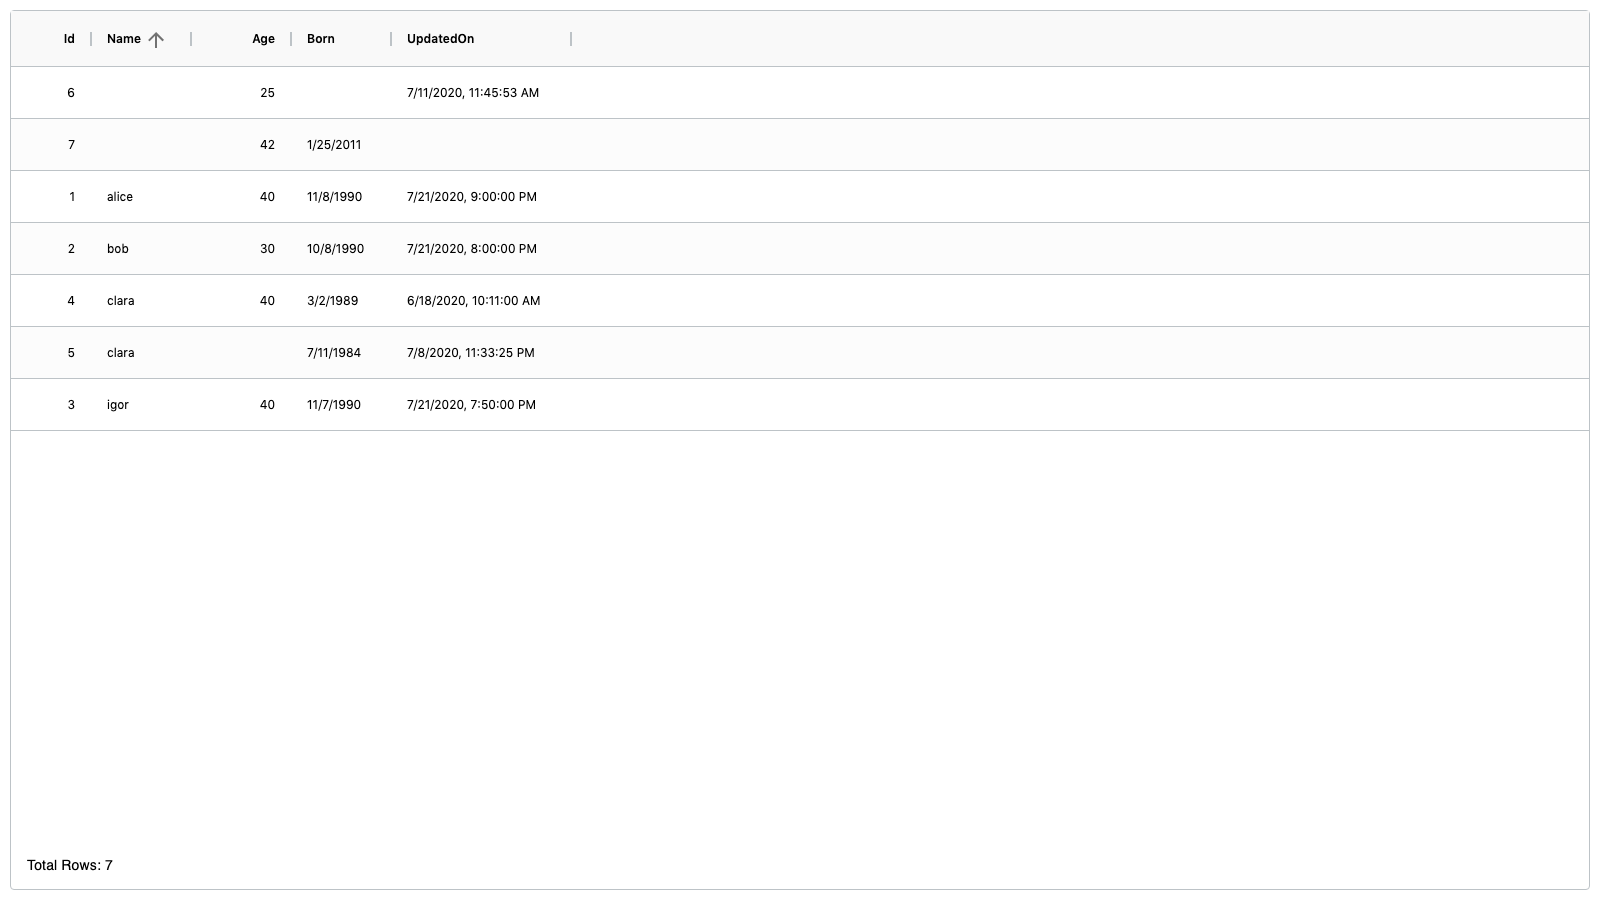 Id Name Age Born UpdatedOn
6 25 7/11/2020, 11:45:53 AM
7 42 1/25/2011
1 alice 40 11/8/1990 7/21/2020, 9:00:00 PM
2 bob 30 10/8/1990 7/21/2020, 8:00:00 PM
4 clara 40 3/2/1989 6/18/2020, 10:11:00 AM
5 clara 7/11/1984 7/8/2020, 11:33:25 PM
3 igor 40 11/7/1990 7/21/2020, 7:50:00 PM
Total Rows: 7